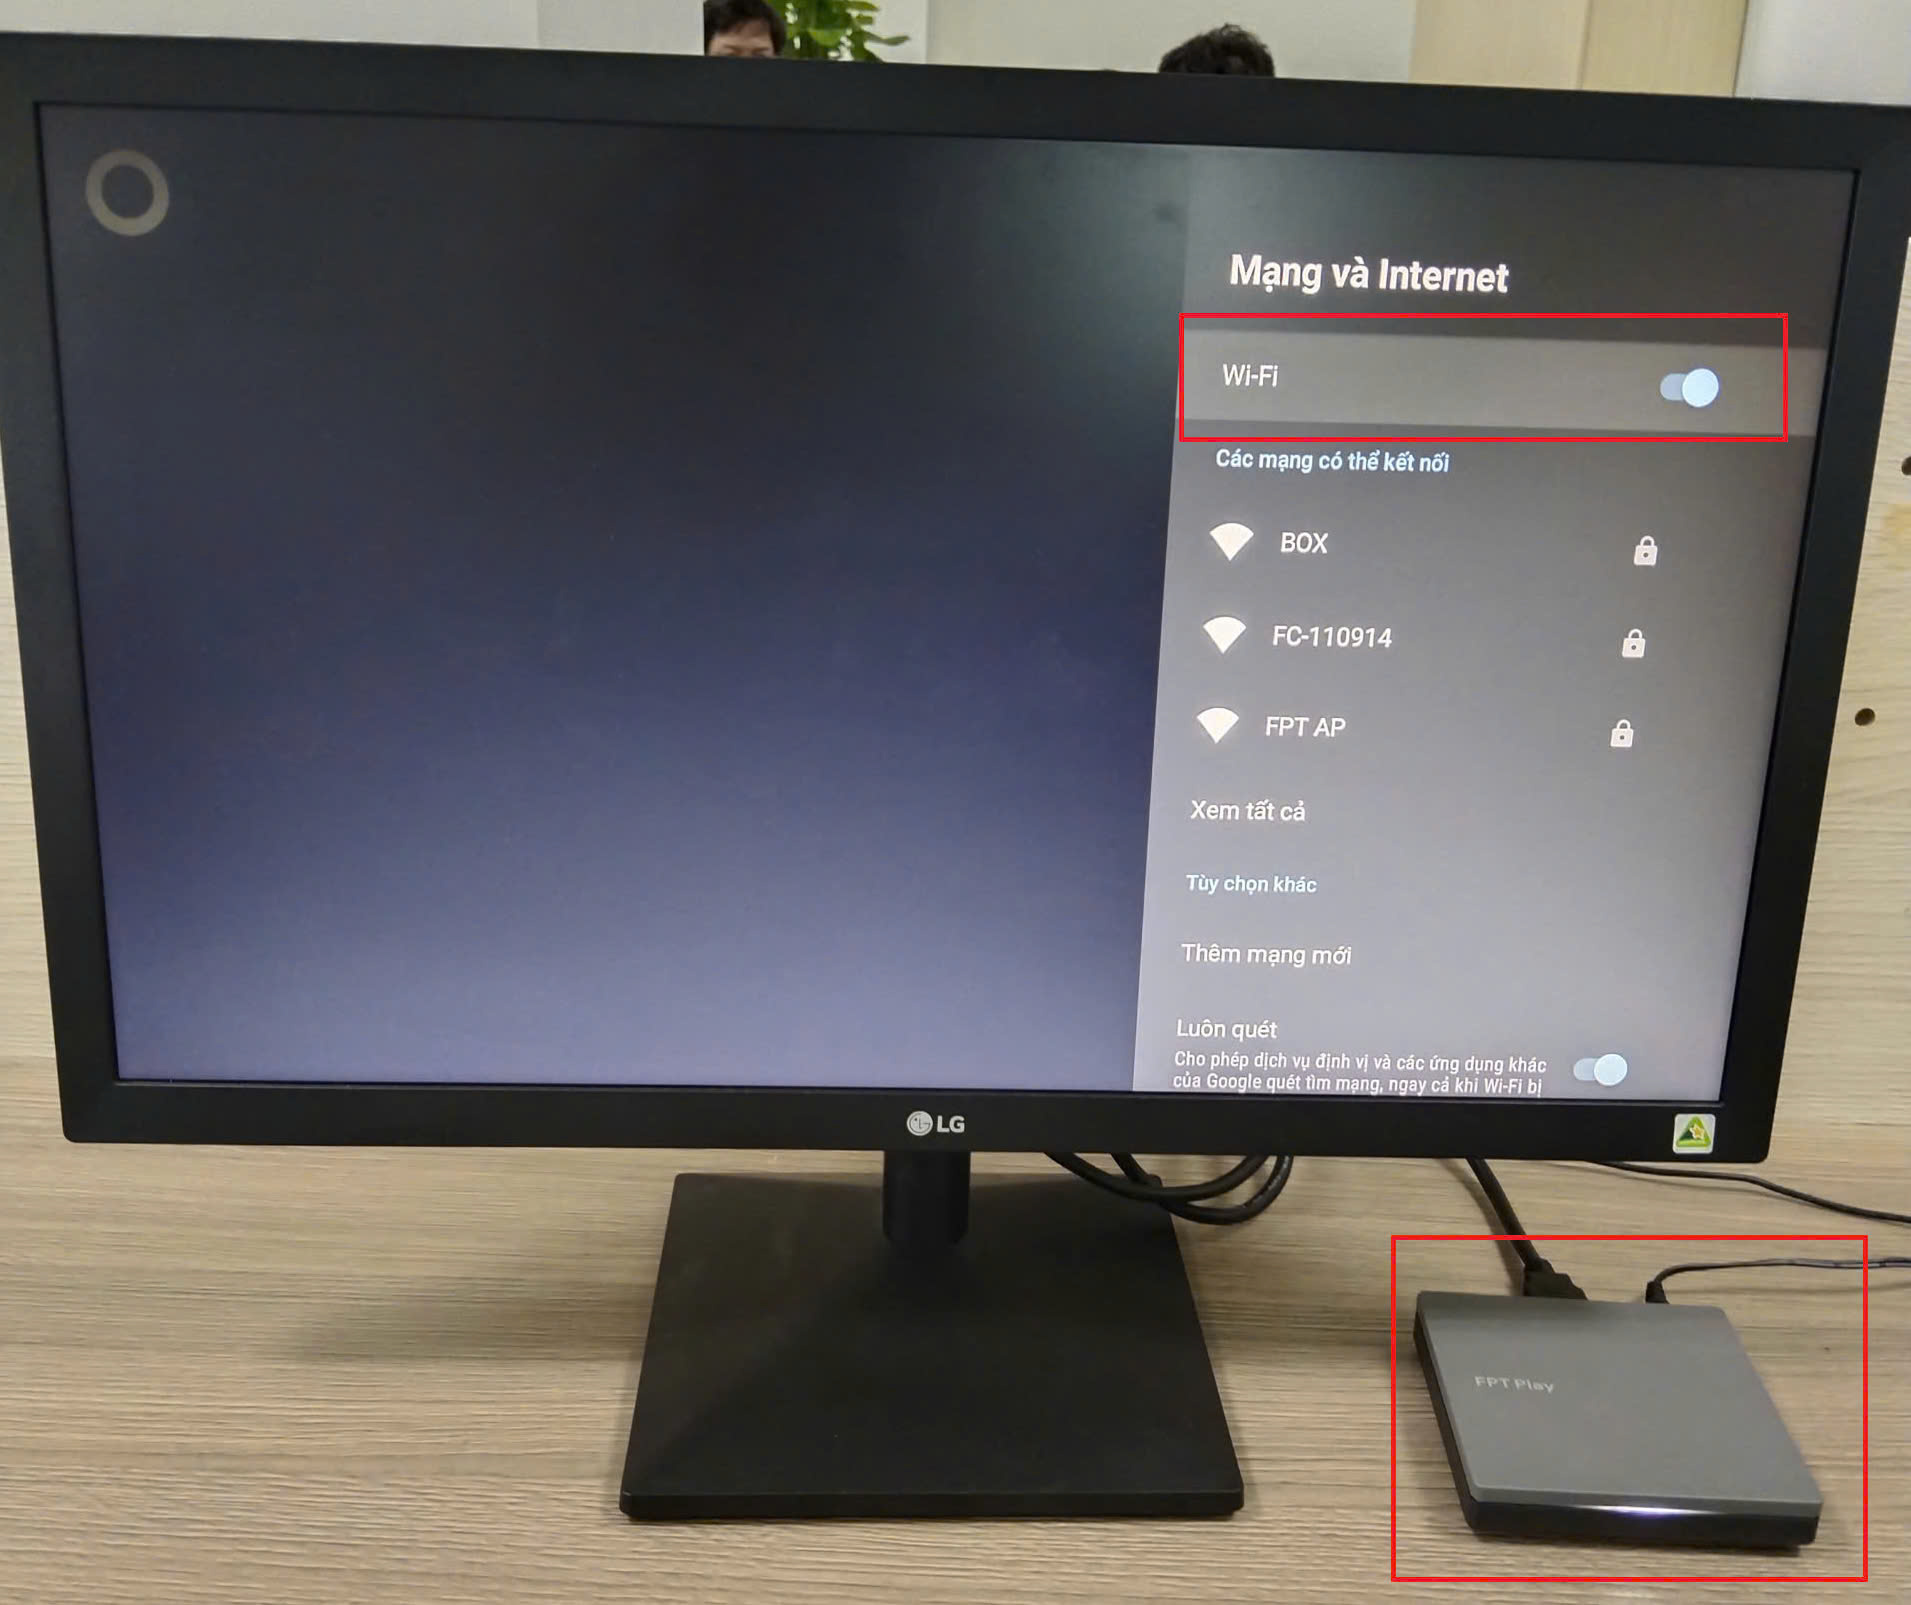 Mạng và Internet
Wi-Fi
Các mạng có thể kết nối
BOX
FC-110914
FPT AP
Xem tất cả
Tùy chọn khác
Thêm mạng mới
Luôn quét
Cho phép dịch vụ định vị và các ứng dụng khác
của Google quét tìm mạng, ngay cả khi Wi-Fi bị
LG
FPT Play